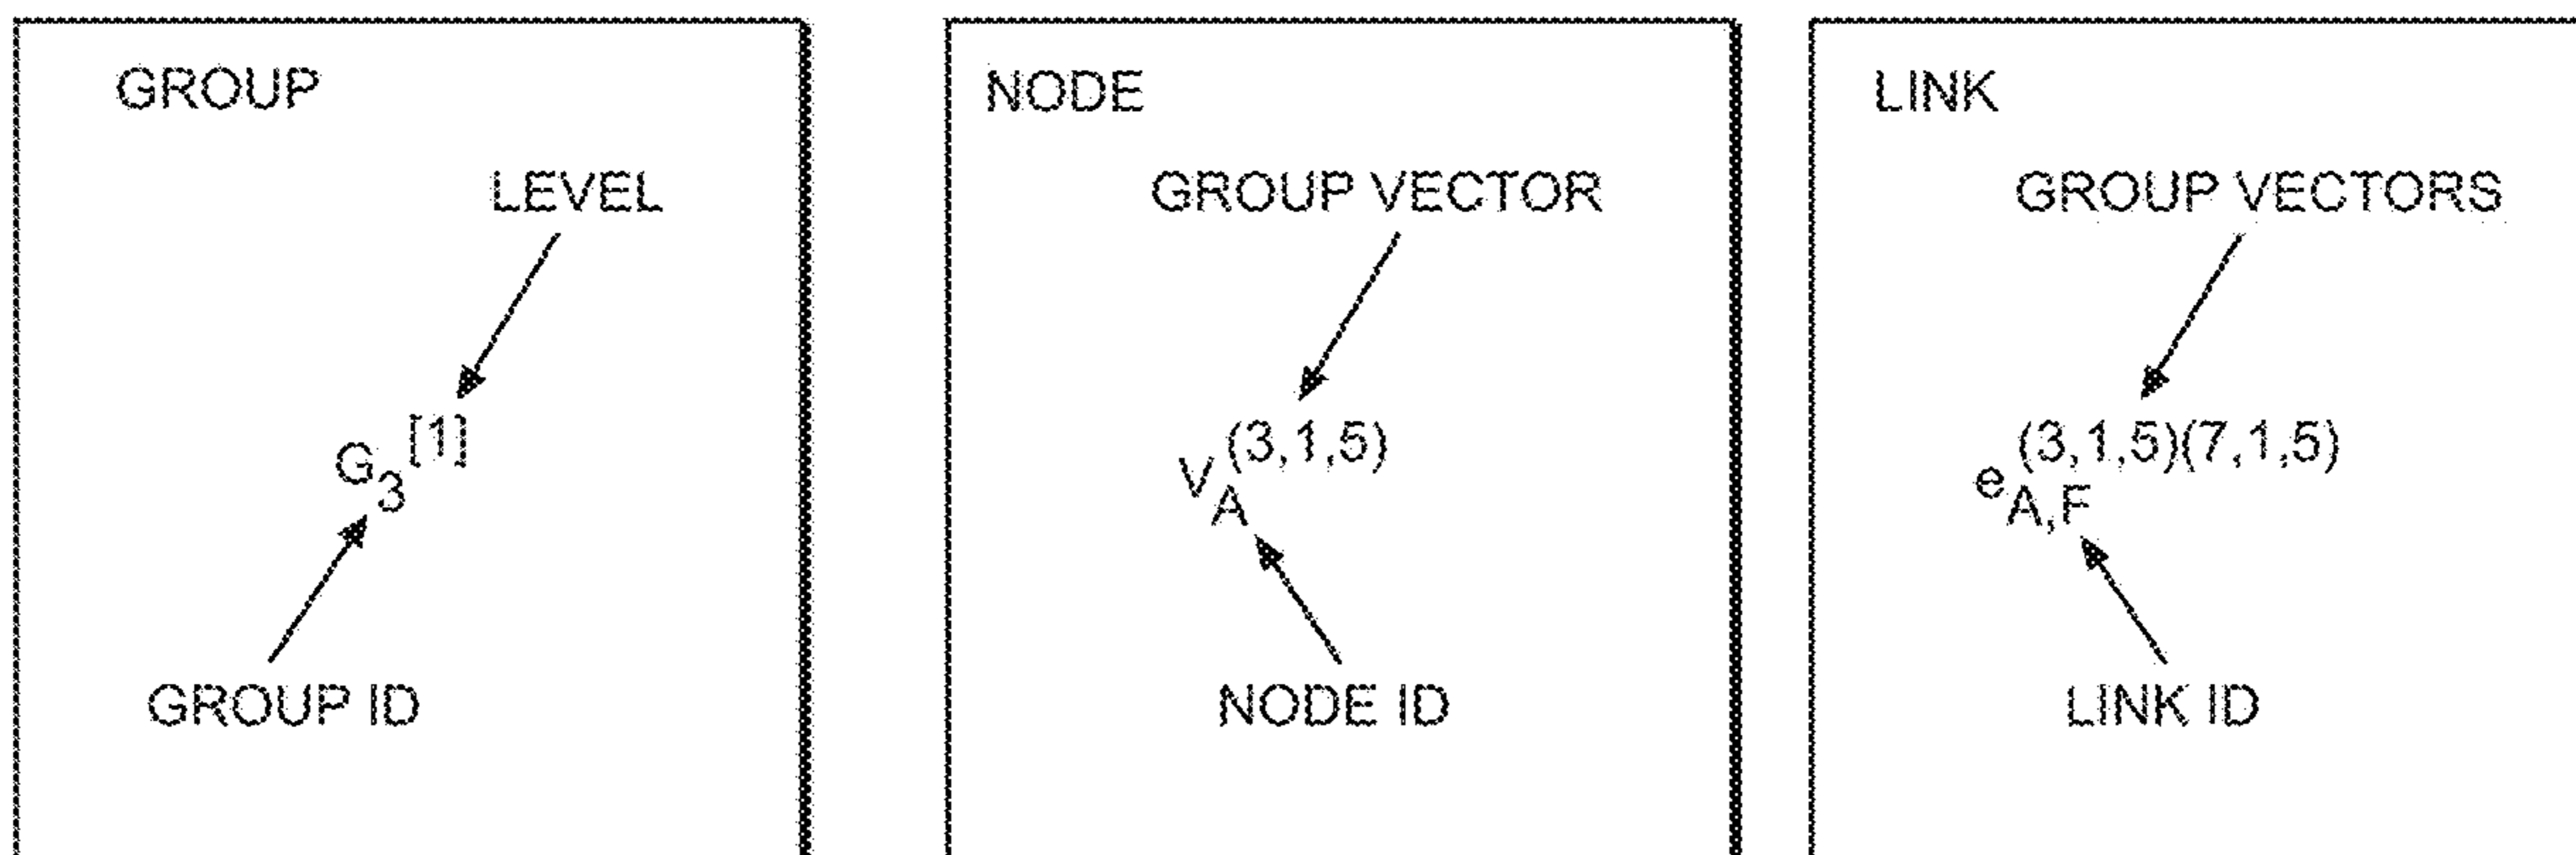 GROUP
LEVEL
G3[1]
GROUP ID
NODE
GROUP VECTOR
VA(3,1,5)
NODE ID
LINK
GROUP VECTORS
eA,F(3,1,5)(7,1,5)
LINK ID